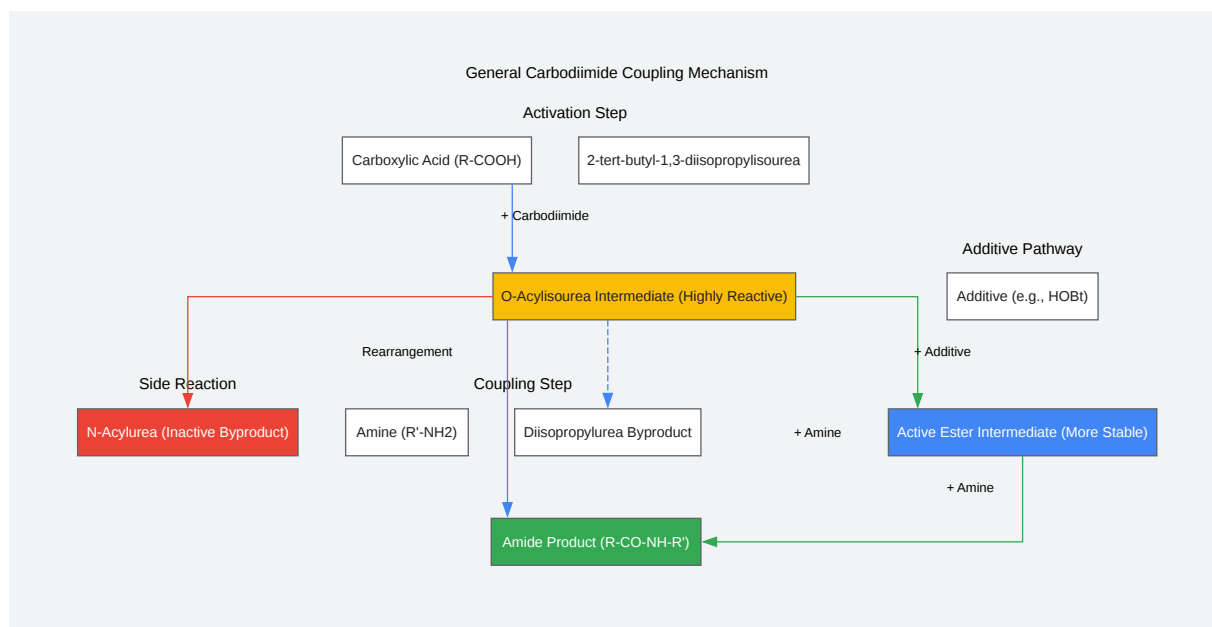 General Carbodiimide Coupling Mechanism
Activation Step
Carboxylic Acid (R-COOH)
2-tert-butyl-1,3-diisopropylisourea
+ Carbodiimide
Additive Pathway
O-Acylisourea Intermediate (Highly Reactive)
Additive (e.g., HOBt)
Rearrangement
+ Additive
Side Reaction
Coupling Step
N-Acylurea (Inactive Byproduct)
Amine (R'-NH2)
Diisopropylurea Byproduct
+ Amine
Active Ester Intermediate (More Stable)
+ Amine
Amide Product (R-CO-NH-R')